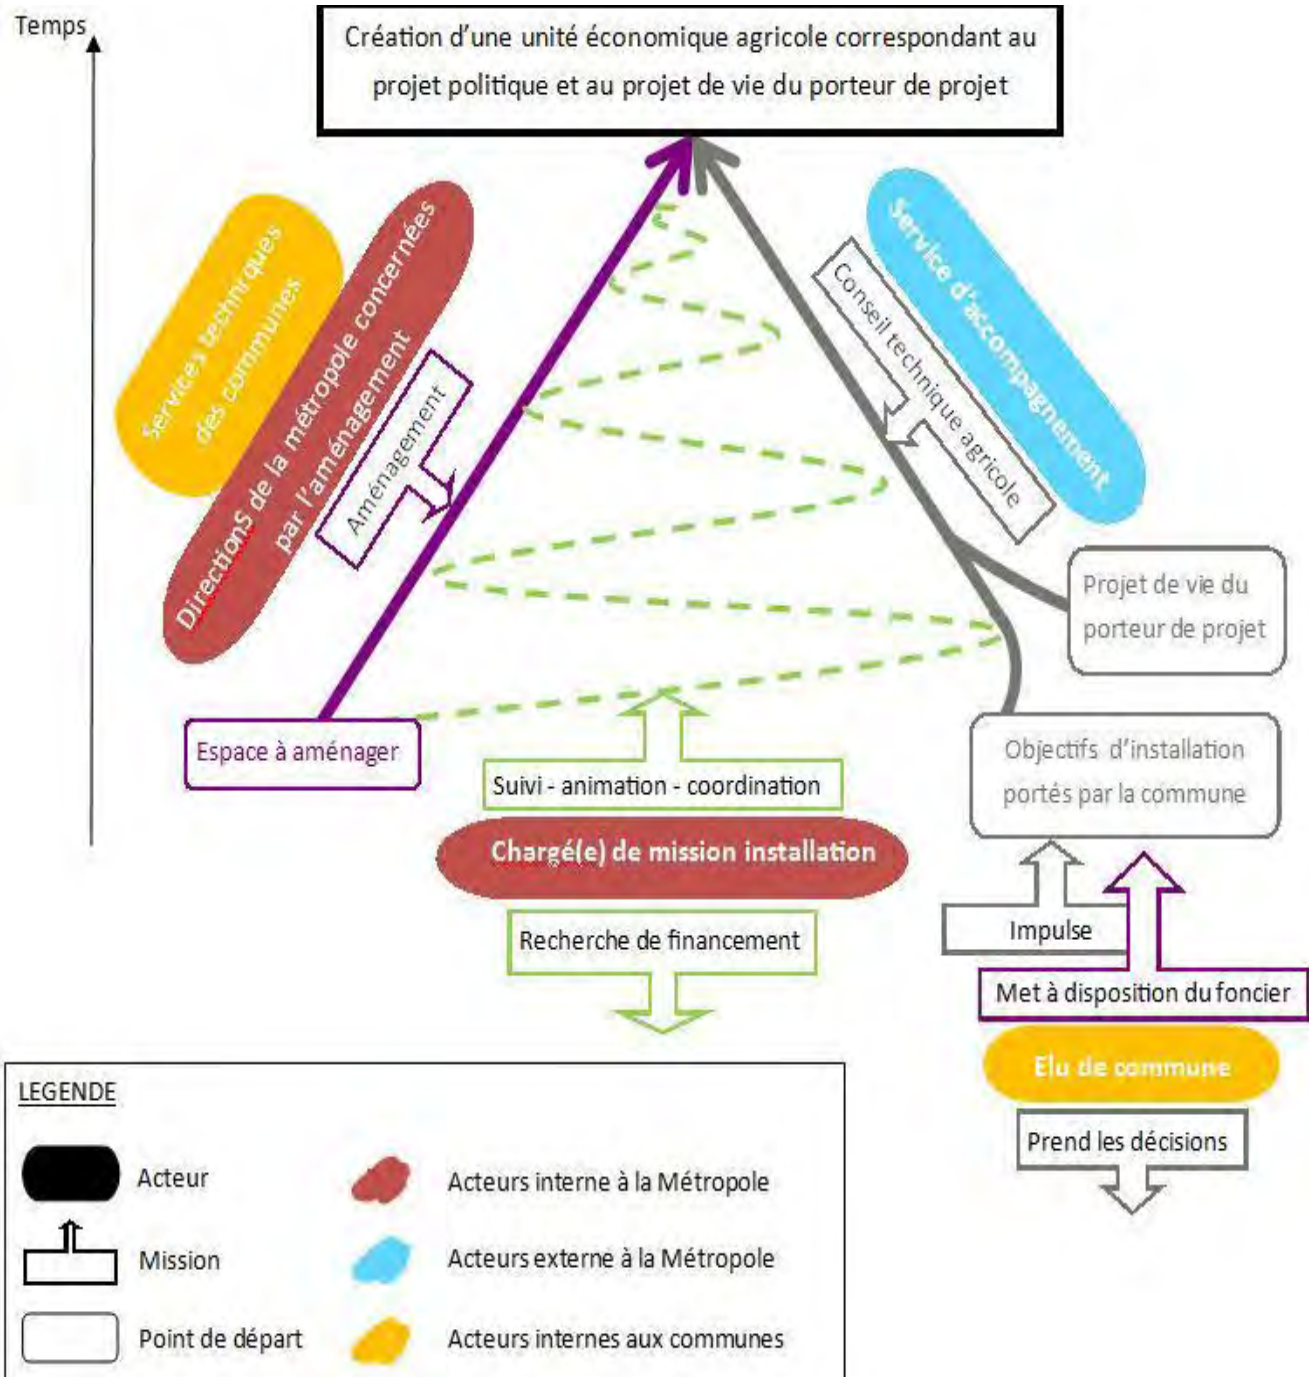 Temps
Création d'une unité économique agricole correspondant au
projet politique et au projet de vie du porteur de projet
Services techniques
des communes
DirectionS de la métropole concernées
par l'aménagement
Aménagement
Service d'accompagnement
Conseil technique agricole
Projet de vie du
porteur de projet
Espace à aménager
Objectifs d'installation
portés par la commune
Suivi - animation - coordination
Chargé(e) de mission installation
Recherche de financement
Impulse
Met à disposition du foncier
Elu de commune
Prend les décisions
LEGENDE
Acteur
Acteurs interne à la Métropole
Mission
Acteurs externe à la Métropole
Point de départ
Acteurs internes aux communes